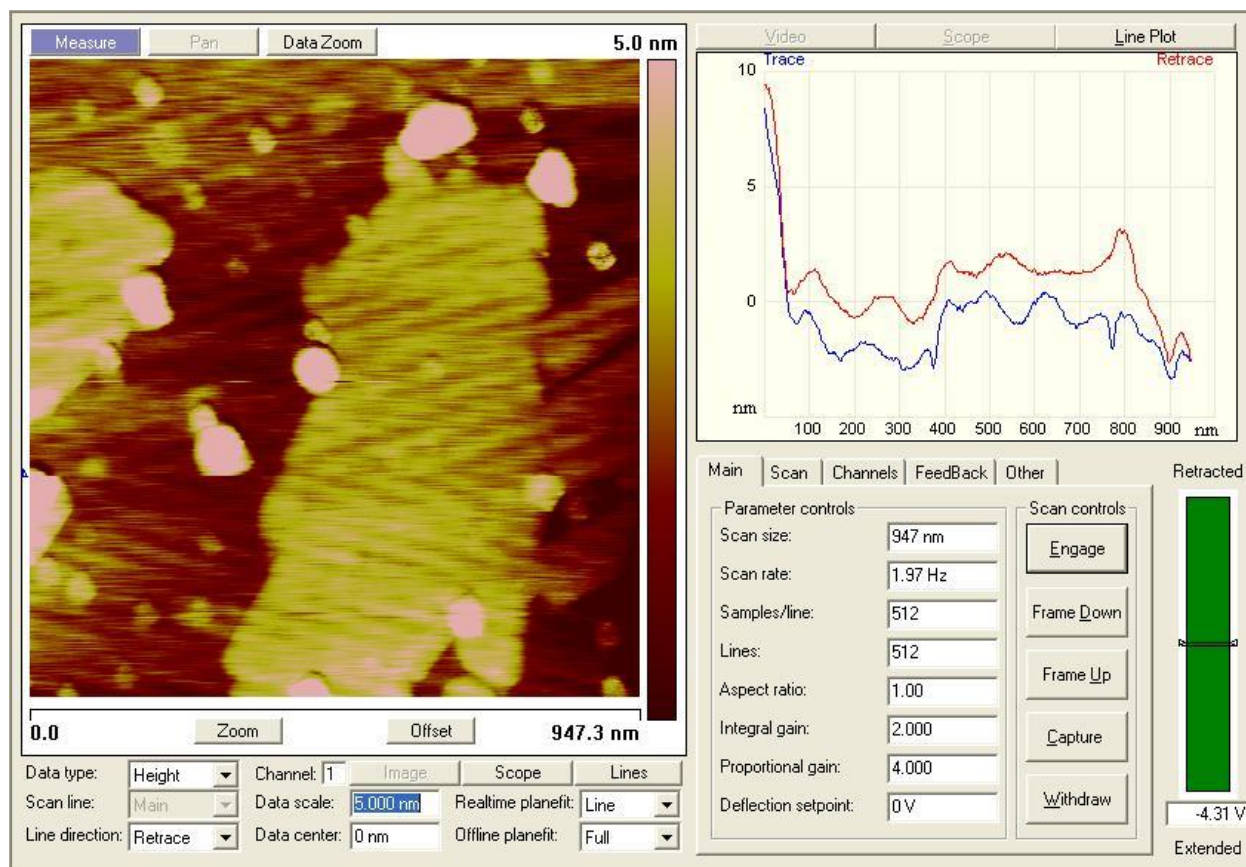 Measure Pan Data Zoom 5.0 nm
0.0 Zoom Offset 947.3 nm
Data type: Height Channel: 1 Image Scope Lines
Scan line: Main Data scale: 5.000 nm Realtime planefit: Line
Line direction: Retrace Data center: 0 nm Offline planefit: Full
Video Scope Line Plot
Trace Retrace
10
5
0
nm
100 200 300 400 500 600 700 800 900 nm
Main Scan Channels FeedBack Other
Parameter controls
Scan size: 947 nm
Scan rate: 1.97 Hz
Samples/line: 512
Lines: 512
Aspect ratio: 1.00
Integral gain: 2.000
Proportional gain: 4.000
Deflection setpoint: 0 V
Scan controls
Engage
Frame Down
Frame Up
Capture
Withdraw
Retracted
-4.31 V
Extended